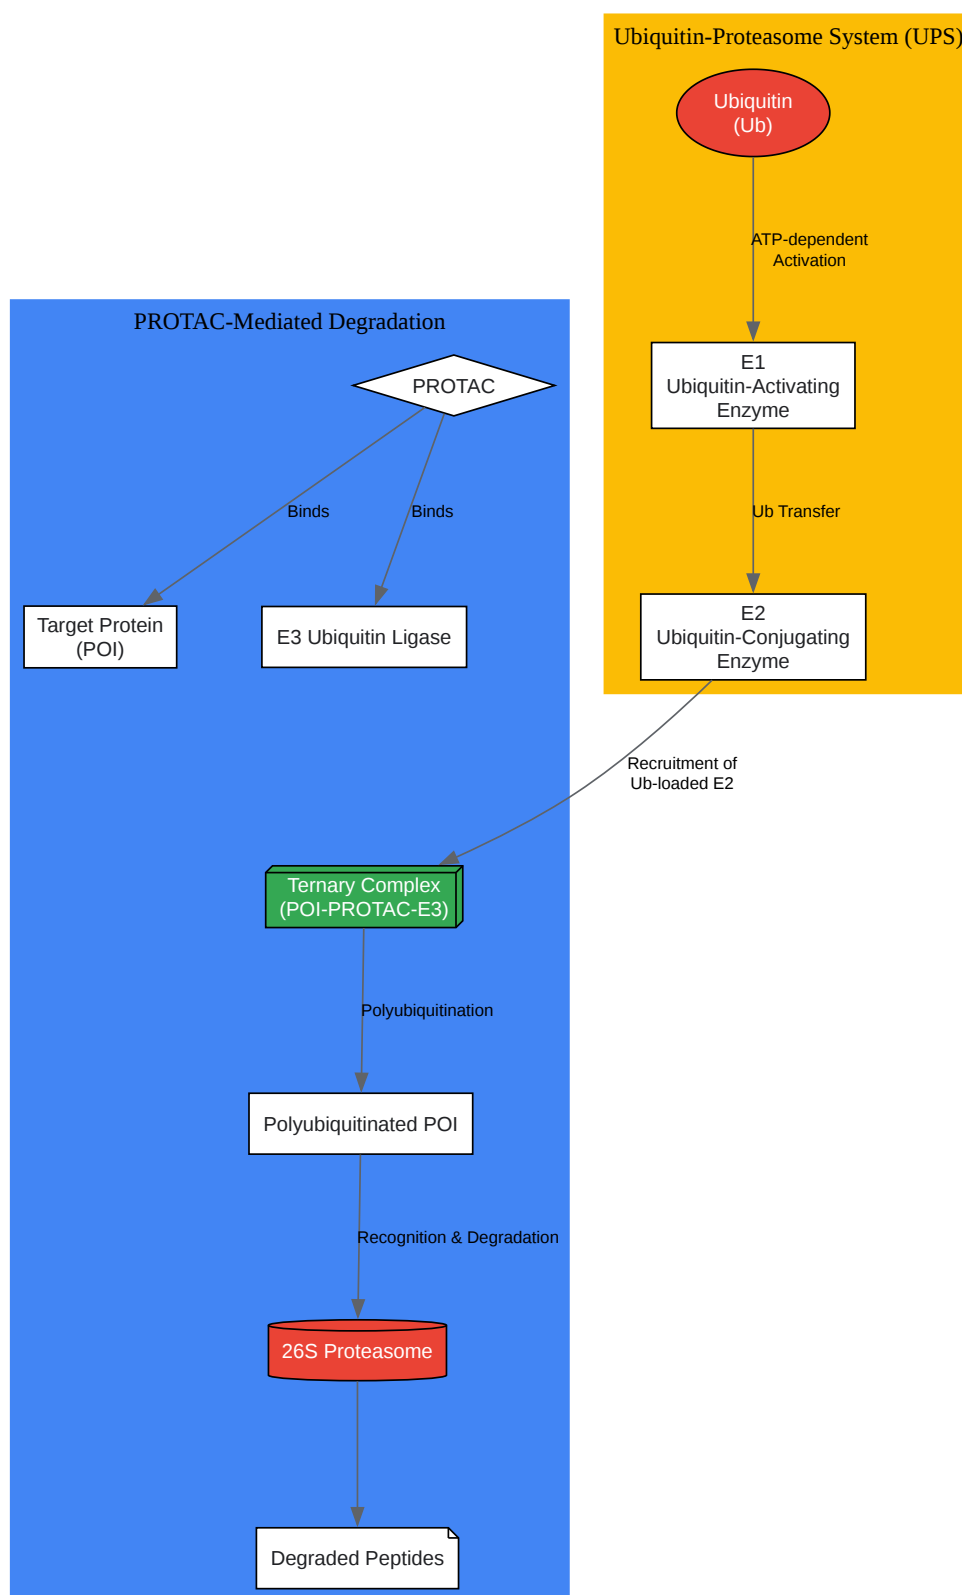 Ubiquitin-Proteasome System (UPS)
Ubiquitin
(Ub)
ATP-dependent
Activation
E1
Ubiquitin-Activating
Enzyme
Ub Transfer
E2
Ubiquitin-Conjugating
Enzyme
PROTAC-Mediated Degradation
PROTAC
Binds
Binds
Target Protein
(POI)
E3 Ubiquitin Ligase
Recruitment of
Ub-loaded E2
Ternary Complex
(POI-PROTAC-E3)
Polyubiquitination
Polyubiquitinated POI
Recognition & Degradation
26S Proteasome
Degraded Peptides